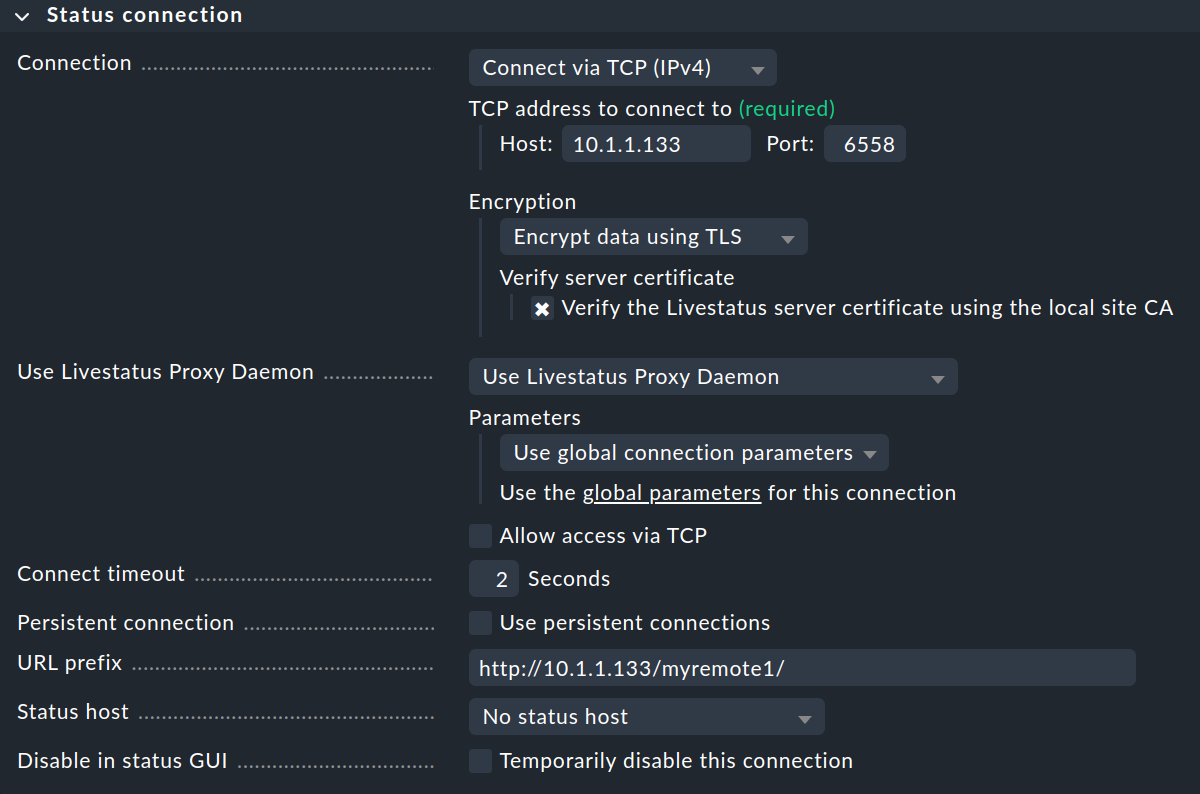 Status connection
Connection
Connect via TCP (IPv4)
TCP address to connect to (required)
Host: 10.1.1.133 Port: 6558
Encryption
Encrypt data using TLS
Verify server certificate
Verify the Livestatus server certificate using the local site CA
Use Livestatus Proxy Daemon
Use Livestatus Proxy Daemon
Parameters
Use global connection parameters
Use the global parameters for this connection
Allow access via TCP
Connect timeout
2 Seconds
Persistent connection
Use persistent connections
URL prefix
http://10.1.1.133/myremote1/
Status host
No status host
Disable in status GUI
Temporarily disable this connection